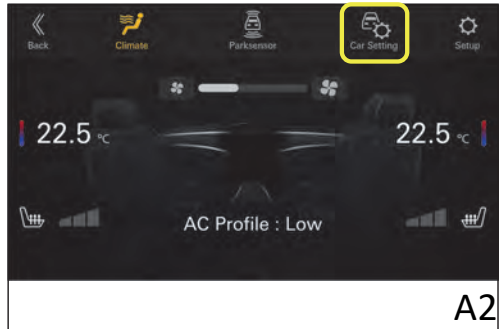 Back
Climate
Parksensor
Car Setting
Setup
22.5 °C
22.5 °C
AC Profile : Low
A2